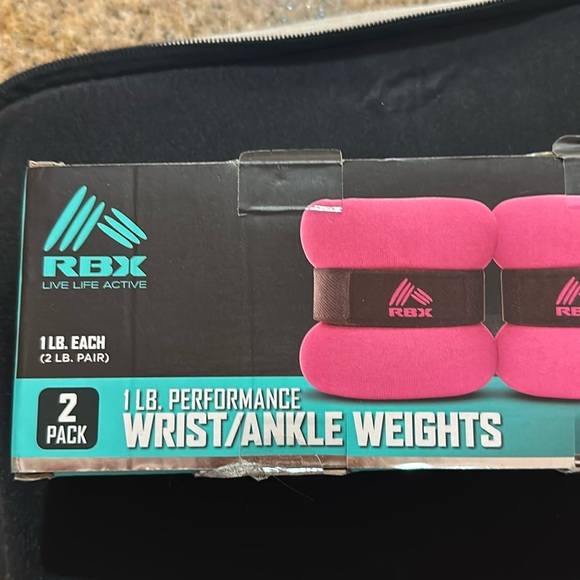 RBX
LIVE LIFE ACTIVE
1 LB. EACH
(2 LB. PAIR)
RBX
RBX
2
PACK
1 LB. PERFORMANCE
WRIST/ANKLE WEIGHTS